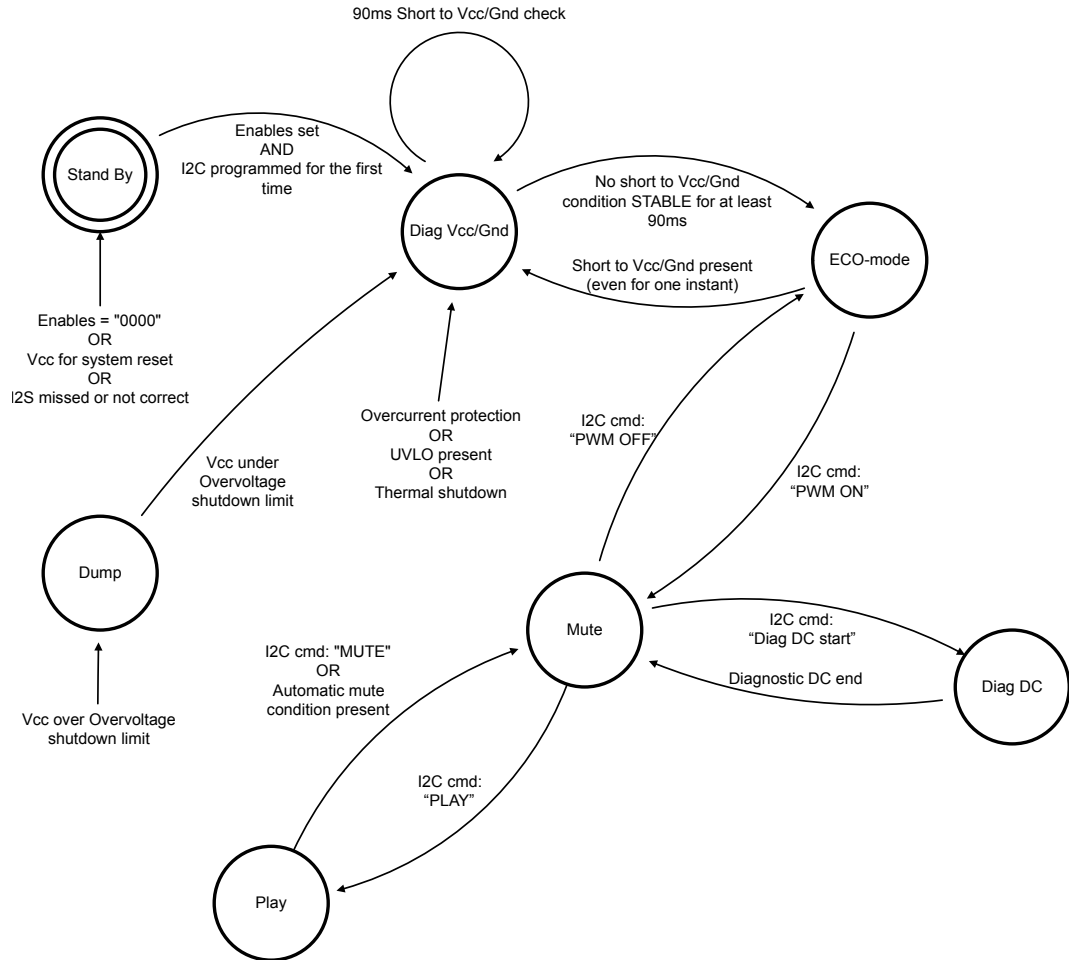 90ms Short to Vcc/Gnd check
Enables set
AND
I2C programmed for the first
time
Stand By
No short to Vcc/Gnd
condition STABLE for at least
90ms
Diag Vcc/Gnd
ECO-mode
Short to Vcc/Gnd present
(even for one instant)
Enables = "0000"
OR
Vcc for system reset
OR
I2S missed or not correct
Overcurrent protection
OR
UVLO present
OR
Thermal shutdown
I2C cmd:
“PWM OFF”
I2C cmd:
“PWM ON”
Vcc under
Overvoltage
shutdown limit
Dump
Mute
I2C cmd:
“Diag DC start”
I2C cmd: "MUTE"
OR
Automatic mute
condition present
Diagnostic DC end
Diag DC
Vcc over Overvoltage
shutdown limit
I2C cmd:
“PLAY”
Play